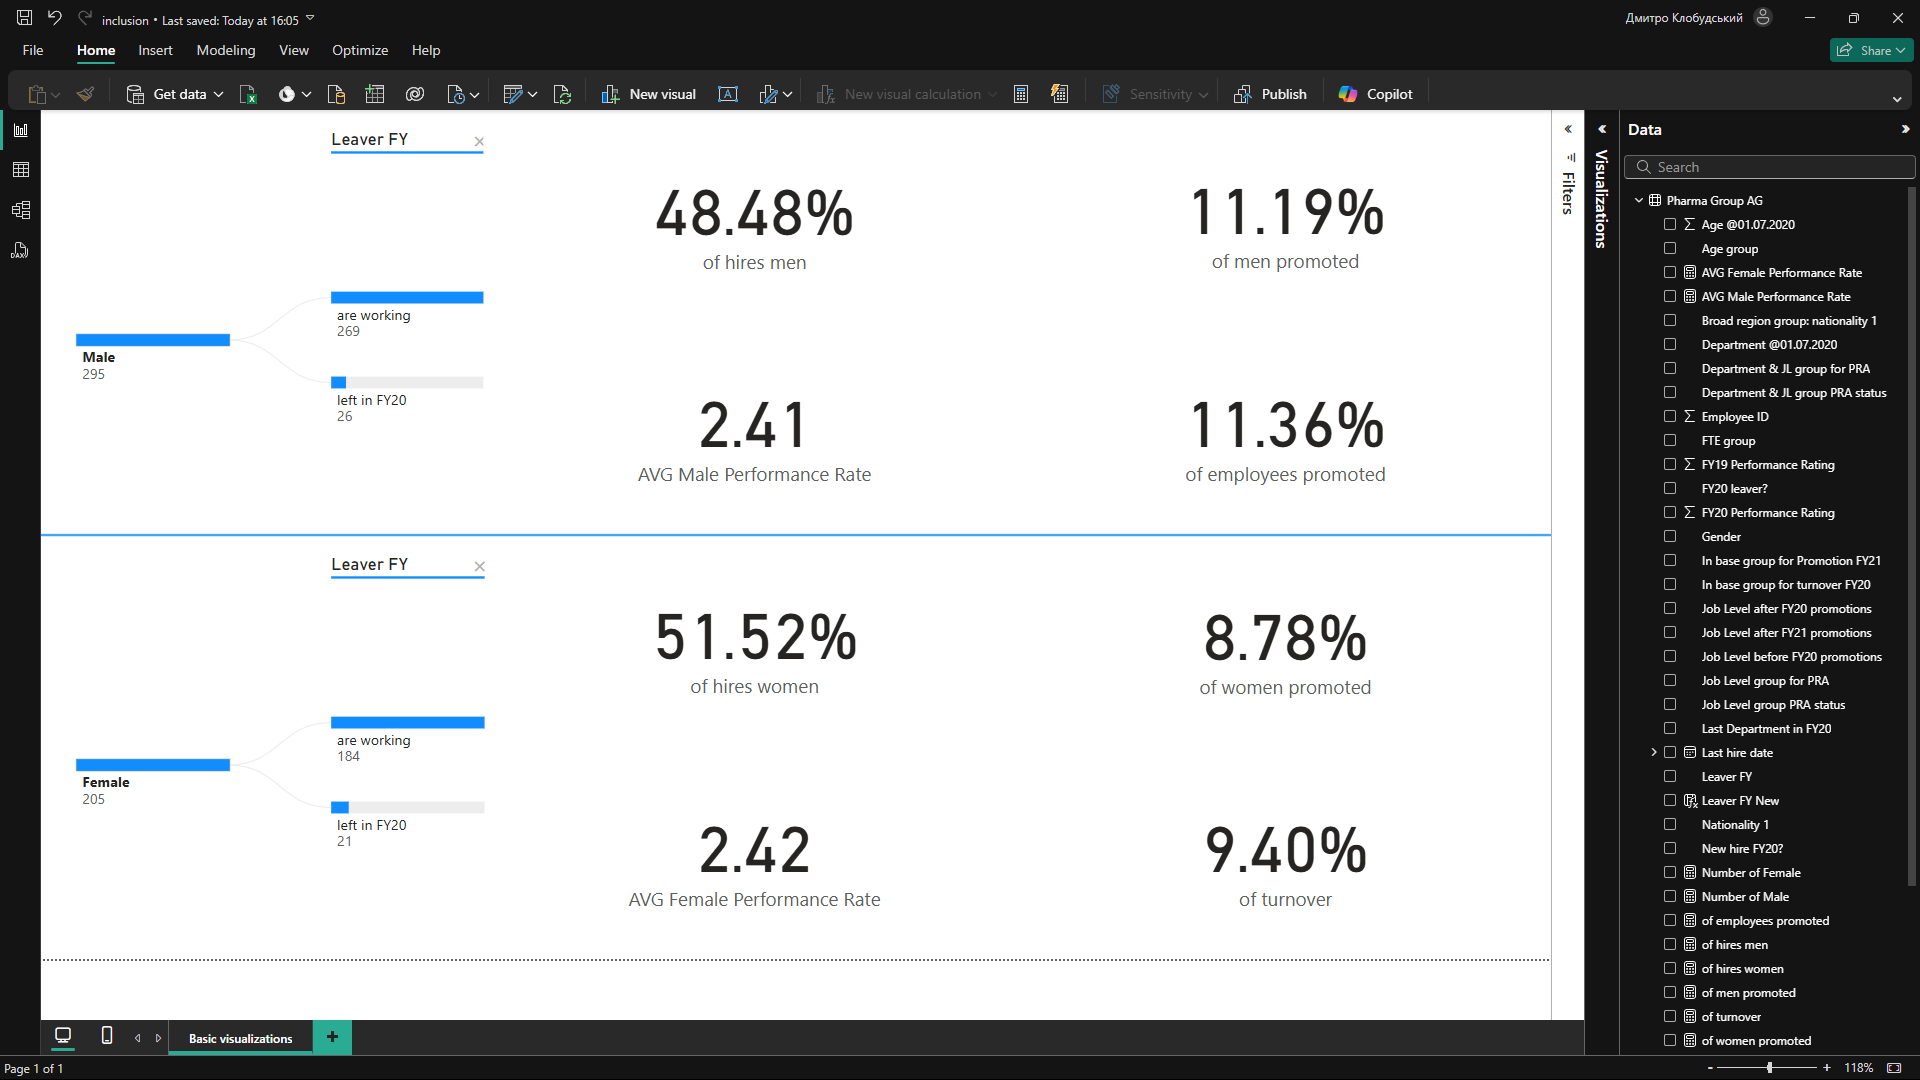 inclusion • Last saved: Today at 16:05
Дмитро Клобудський
File
Home
Insert
Modeling
View
Optimize
Help
Share
Get data
New visual
New visual calculation
Sensitivity
Publish
Copilot
Leaver FY
48.48%
of hires men
11.19%
of men promoted
are working
269
Male
295
left in FY20
26
2.41
AVG Male Performance Rate
11.36%
of employees promoted
Leaver FY
51.52%
of hires women
8.78%
of women promoted
are working
184
Female
205
left in FY20
21
2.42
AVG Female Performance Rate
9.40%
of turnover
Filters
Visualizations
Data
Search
Pharma Group AG
Age @01.07.2020
Age group
AVG Female Performance Rate
AVG Male Performance Rate
Broad region group: nationality 1
Department @01.07.2020
Department & JL group for PRA
Department & JL group PRA status
Employee ID
FTE group
FY19 Performance Rating
FY20 leaver?
FY20 Performance Rating
Gender
In base group for Promotion FY21
In base group for turnover FY20
Job Level after FY20 promotions
Job Level after FY21 promotions
Job Level before FY20 promotions
Job Level group for PRA
Job Level group PRA status
Last Department in FY20
Last hire date
Leaver FY
Leaver FY New
Nationality 1
New hire FY20?
Number of Female
Number of Male
of employees promoted
of hires men
of hires women
of men promoted
of turnover
of women promoted
Basic visualizations
Page 1 of 1
118%